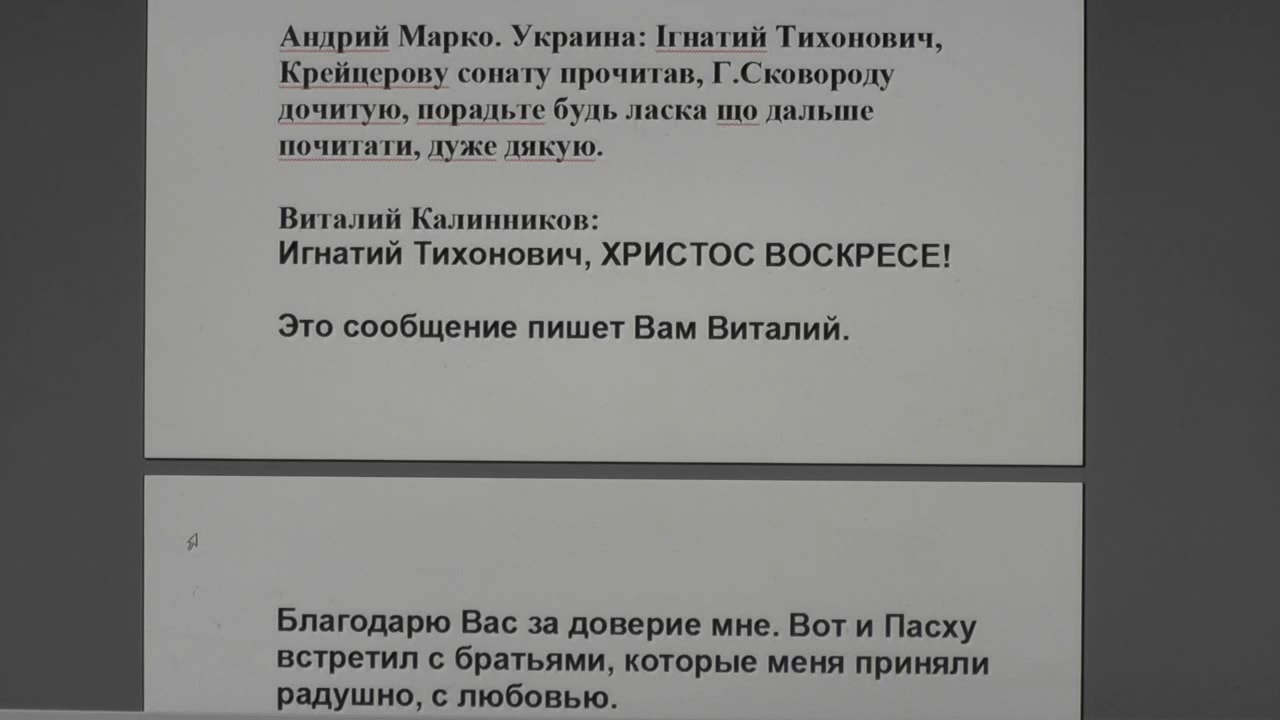 Андрий Марко. Украина: Ігнатий Тихонович,
Крейцерову сонату прочитав, Г.Сковороду
дочитую, порадьте будь ласка що дальше
почитати, дуже дякую.
Виталий Калинников:
Игнатий Тихонович, ХРИСТОС ВОСКРЕСЕ!
Это сообщение пишет Вам Виталий.
Благодарю Вас за доверие мне. Вот и Пасху
встретил с братьями, которые меня приняли
радушно, с любовью.